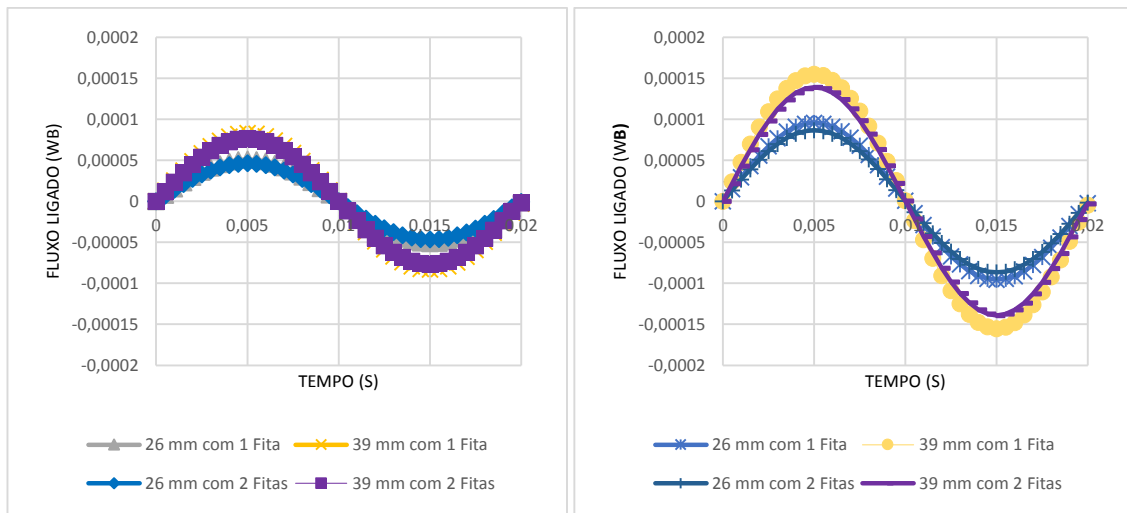 0,0002
0,00015
0,0001
0,00005
0
-0,00005
-0,0001
-0,00015
-0,0002
0
0,005
0,01
0,015
0,02
FLUXO LIGADO (WB)
TEMPO (S)
26 mm com 1 Fita
39 mm com 1 Fita
26 mm com 2 Fitas
39 mm com 2 Fitas
0,0002
0,00015
0,0001
0,00005
0
-0,00005
-0,0001
-0,00015
-0,0002
0
0,005
0,01
0,015
0,02
FLUXO LIGADO (WB)
TEMPO (S)
26 mm com 1 Fita
39 mm com 1 Fita
26 mm com 2 Fitas
39 mm com 2 Fitas